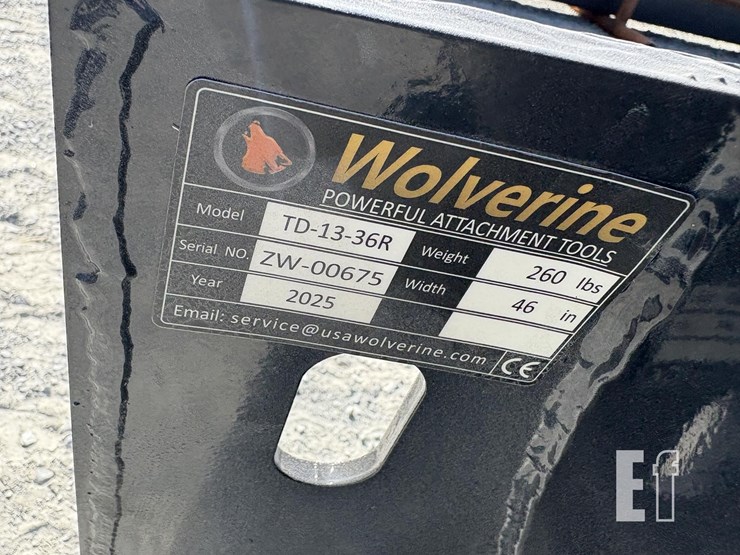 Wolverine
POWERFUL ATTACHMENT TOOLS
Model TD-13-36R Weight 260 lbs
Serial NO. ZW-00675 Width 46 in
Year 2025
Email: service@usawolverine.com CE
Ef